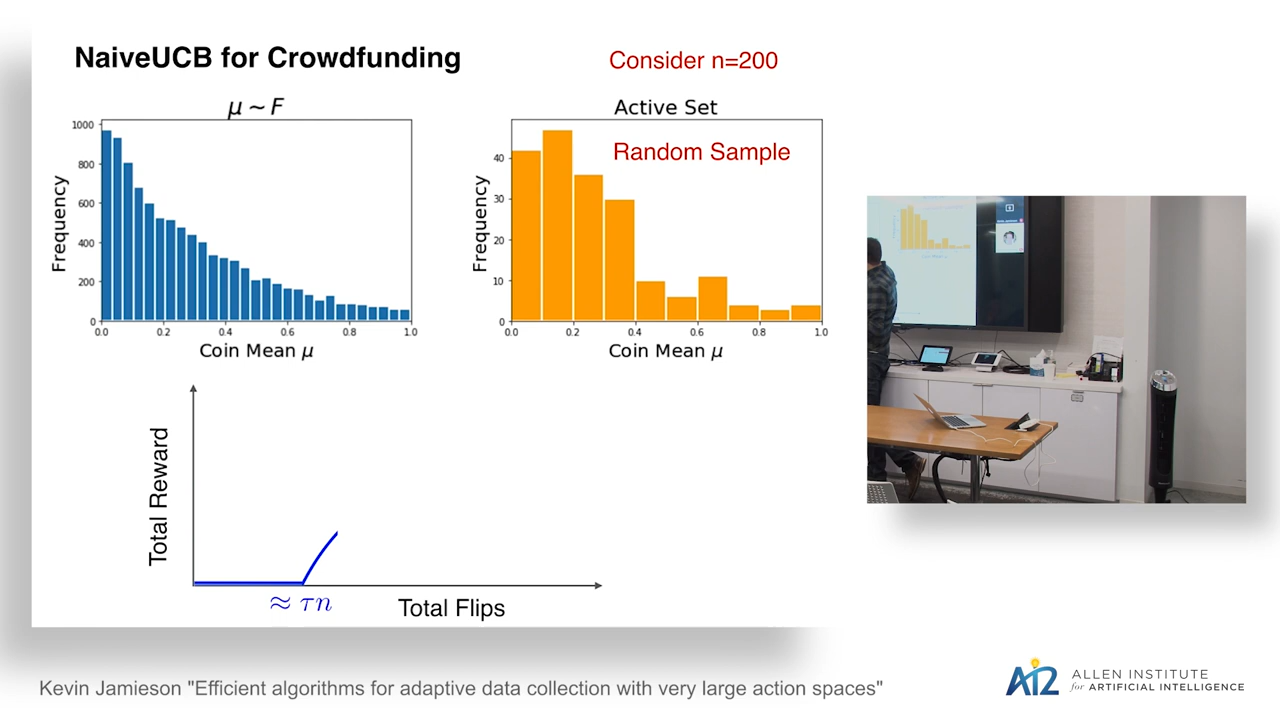 NaiveUCB for Crowdfunding
Consider n=200
μ ~ F
Frequency
1000
800
600
400
200
0
0.0 0.2 0.4 0.6 0.8 1.0
Coin Mean μ
Active Set
Random Sample
Frequency
40
30
20
10
0
0.0 0.2 0.4 0.6 0.8 1.0
Coin Mean μ
Total Reward
≈ τn
Total Flips
Kevin Jamieson "Efficient algorithms for adaptive data collection with very large action spaces"
AI2
ALLEN INSTITUTE
for ARTIFICIAL INTELLIGENCE